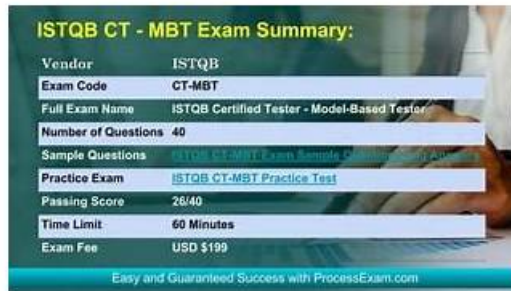 ISTQB CT - MBT Exam Summary:
Vendor ISTQB
Exam Code CT-MBT
Full Exam Name ISTQB Certified Tester - Model-Based Tester
Number of Questions 40
Sample Questions ISTQB CT-MBT Exam Sample
Practice Exam ISTQB CT-MBT Practice Test
Passing Score 26/40
Time Limit 60 Minutes
Exam Fee USD $199
Easy and Guaranteed Success with ProcessExam.com